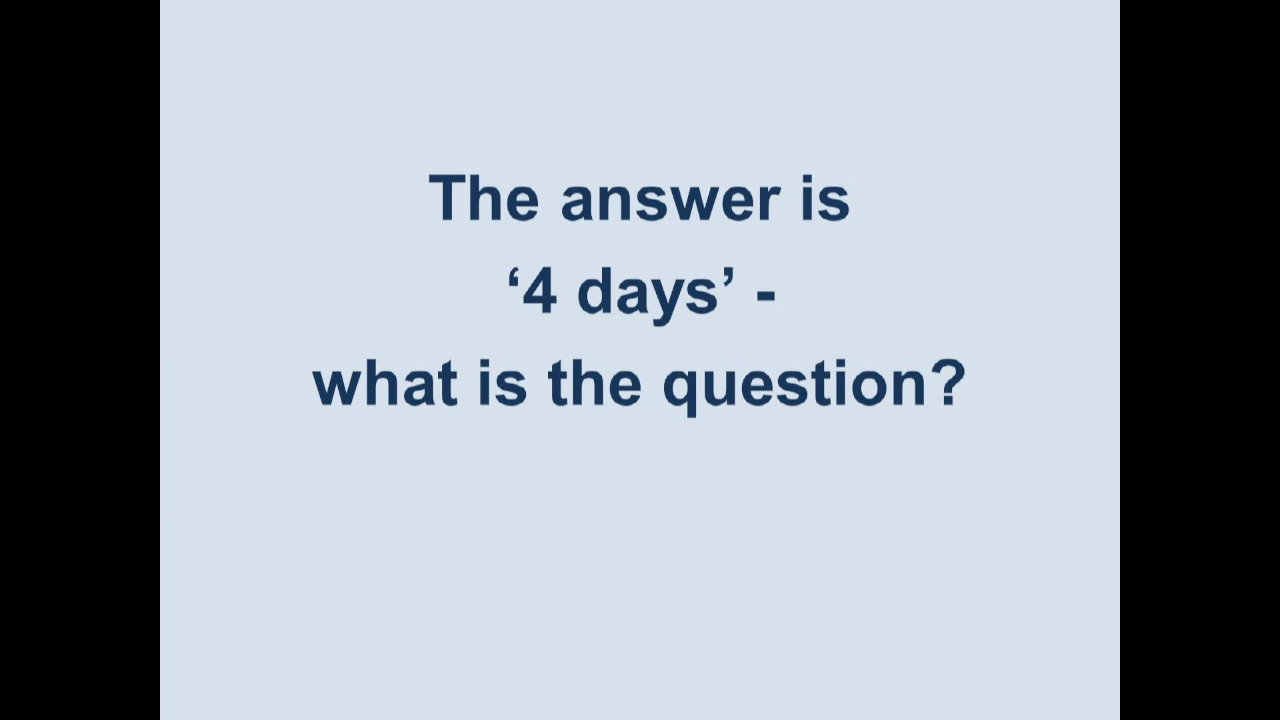 The answer is
‘4 days’ -
what is the question?